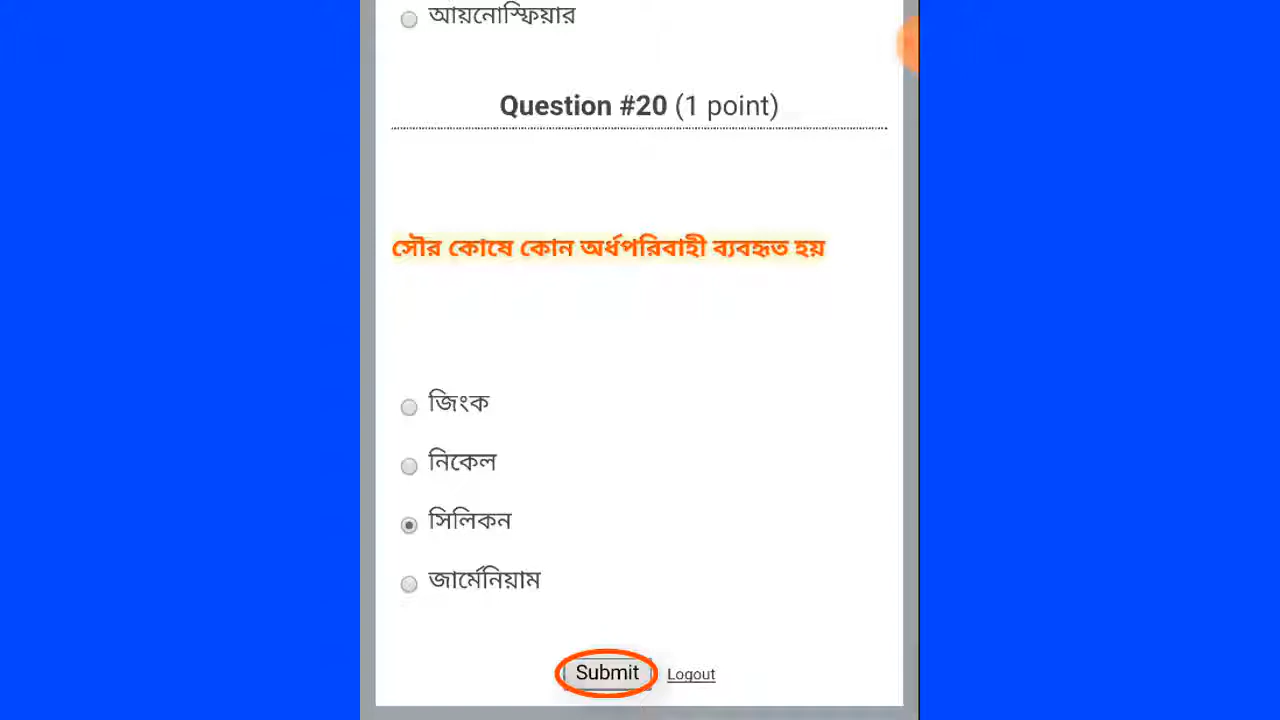 আয়নোস্ফিয়ার
Question #20 (1 point)
সৌর কোষে কোন অর্ধপরিবাহী ব্যবহৃত হয়
জিংক
নিকেল
সিলিকন
জার্মেনিয়াম
Submit Logout